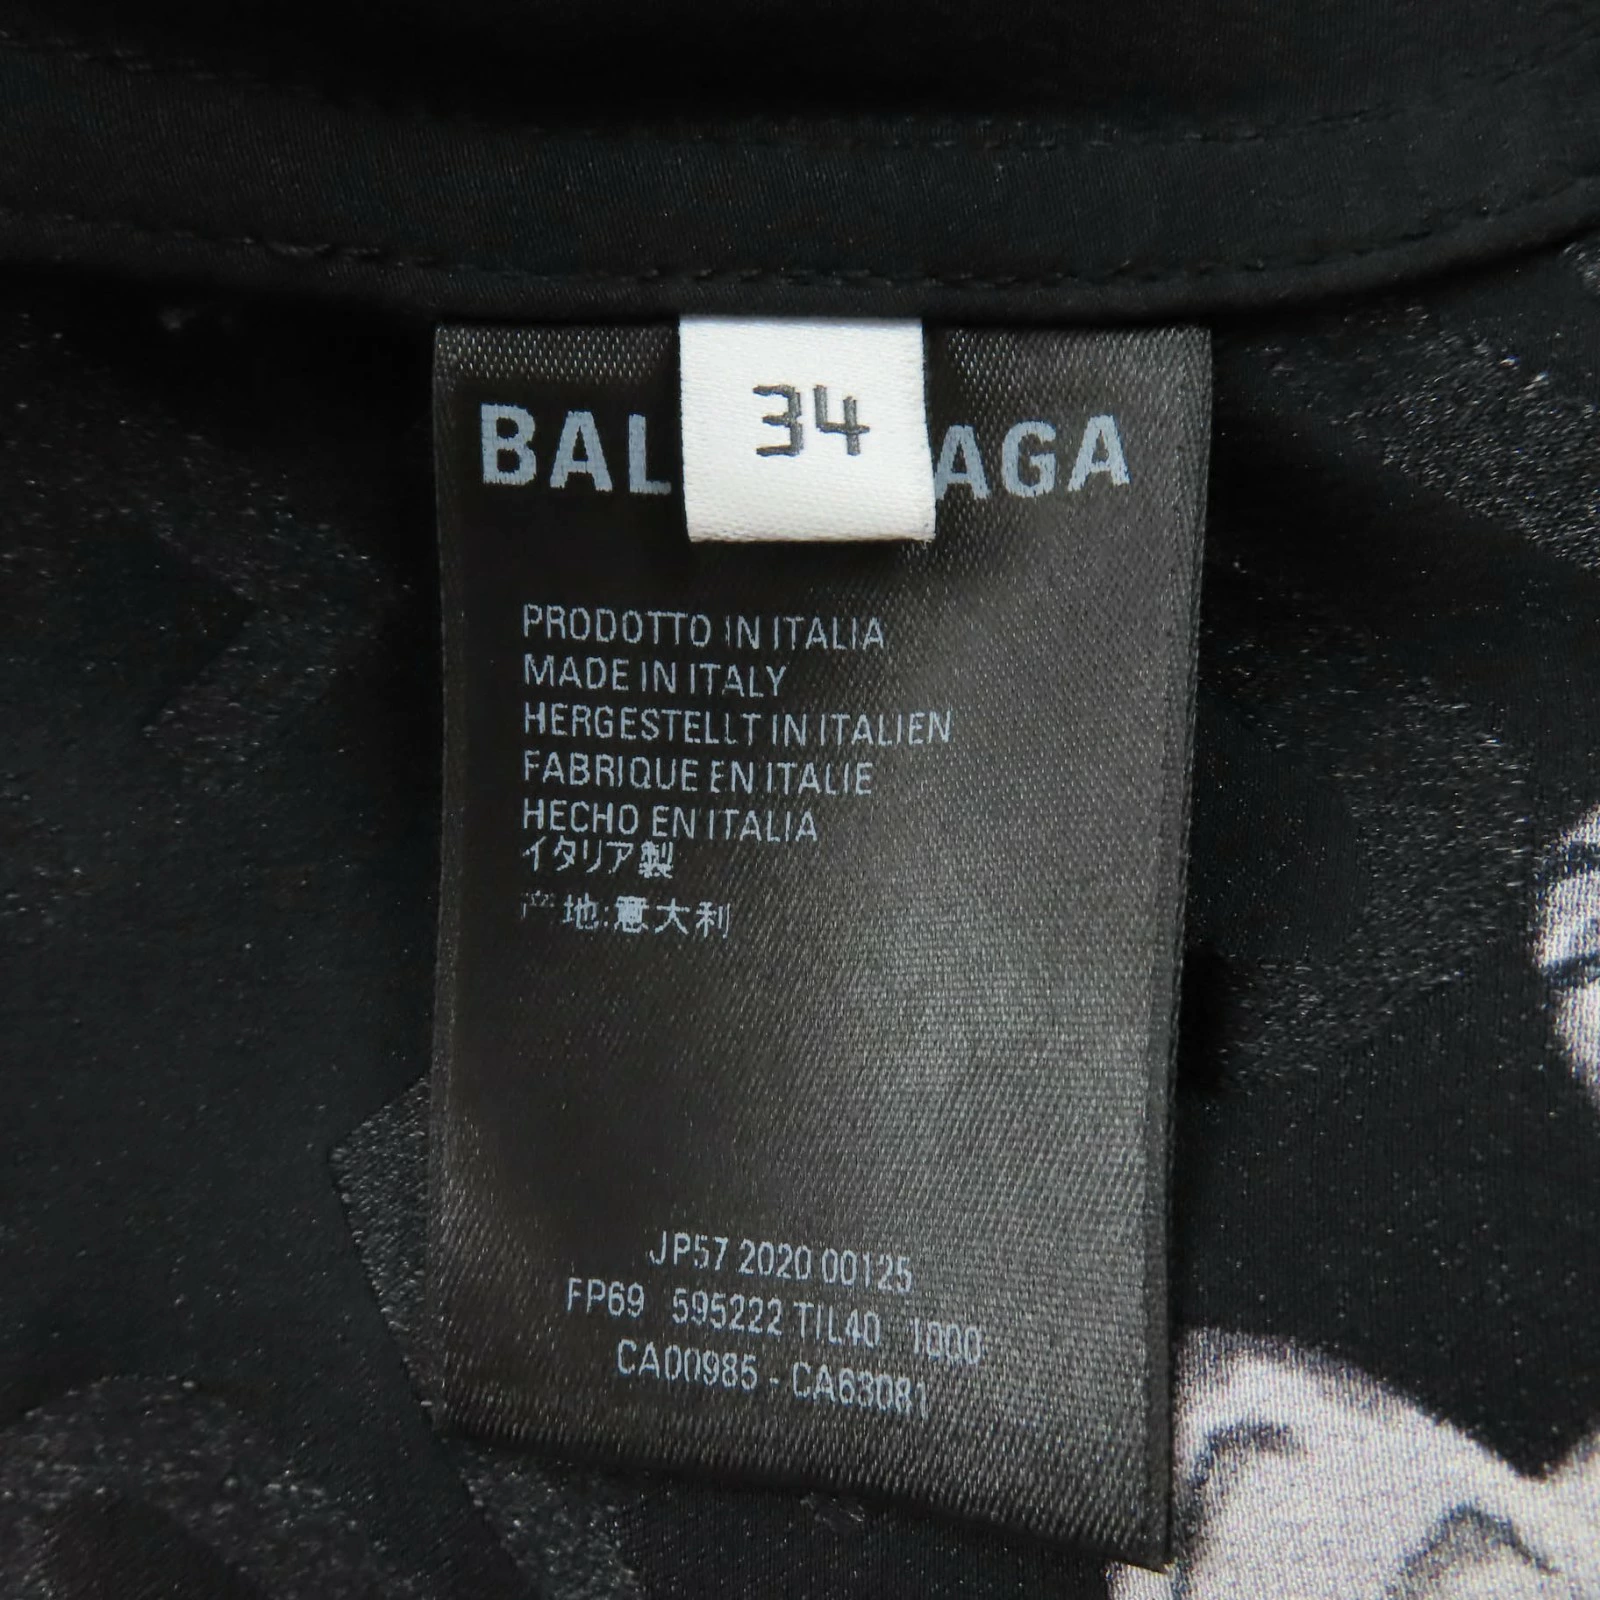 34
BAL AGA
PRODOTTO IN ITALIA
MADE IN ITALY
HERGESTELLT IN ITALIEN
FABRIQUE EN ITALIE
HECHO EN ITALIA
イタリア製
产地:意大利
JP57 2020 00125
FP69 595222 TIL40 1000
CA00985 - CA63081